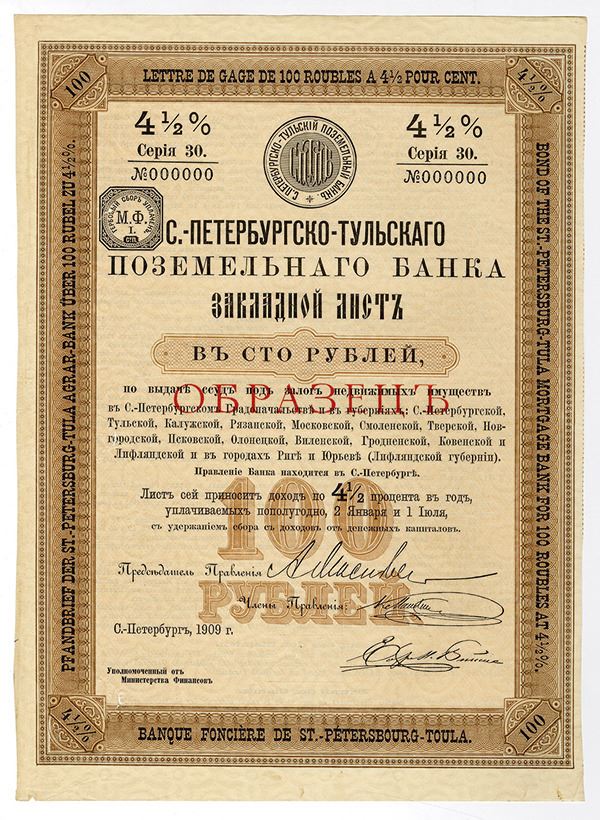 LETTRE DE GAGE DE 100 ROUBLES A 4½ POUR CENT.
100
4½%
4½%
Серія 30.
№000000
С.ПЕТЕРБУРГСКО-ТУЛЬСКІЙ ПОЗЕМЕЛЬНЫЙ БАНКЪ
4½%
Серія 30.
№000000
ГЕРБОВЫЙ СБОРЪ УПЛАЧЕНЪ.
М.Ф.
I.
СТП.
С.-ПЕТЕРБУРГСКО-ТУЛЬСКАГО
ПОЗЕМЕЛЬНАГО БАНКА
ЗАКЛАДНОЙ ЛИСТЪ
ВЪ СТО РУБЛЕЙ,
ОБРАЗЕЦЪ
по выдачѣ ссудъ подъ залогъ недвижимыхъ имуществъ
въ С.-Петербургскомъ Градоначальствѣ и въ губерніяхъ: С.-Петербургской,
Тульской, Калужской, Рязанской, Московской, Смоленской, Тверской, Нов-
городской, Псковской, Олонецкой, Виленской, Гродненской, Ковенской и
Лифляндской и въ городахъ Ригѣ и Юрьевѣ (Лифляндской губерніи).
Правленіе Банка находится въ С.-Петербургѣ.
100
РУБЛЕЙ
Листъ сей приноситъ доходъ по 4½ процента въ годъ,
уплачиваемыхъ пополугодно, 2 Января и 1 Іюля,
съ удержаніемъ сбора съ доходовъ отъ денежныхъ капиталовъ.
Предсѣдатель Правленія
Члены Правленія:
С.-Петербургъ, 1909 г.
Уполномоченный отъ
Министерства Финансовъ
PFANDBRIEF DER ST.-PETERSBURG-TULA AGRAR-BANK ÜBER 100 RUBEL ZU 4½%.
BOND OF THE ST.-PETERSBURG-TULA MORTGAGE BANK FOR 100 ROUBLES AT 4½%.
4½%
BANQUE FONCIÈRE DE ST.-PÉTERSBOURG-TOULA.
100